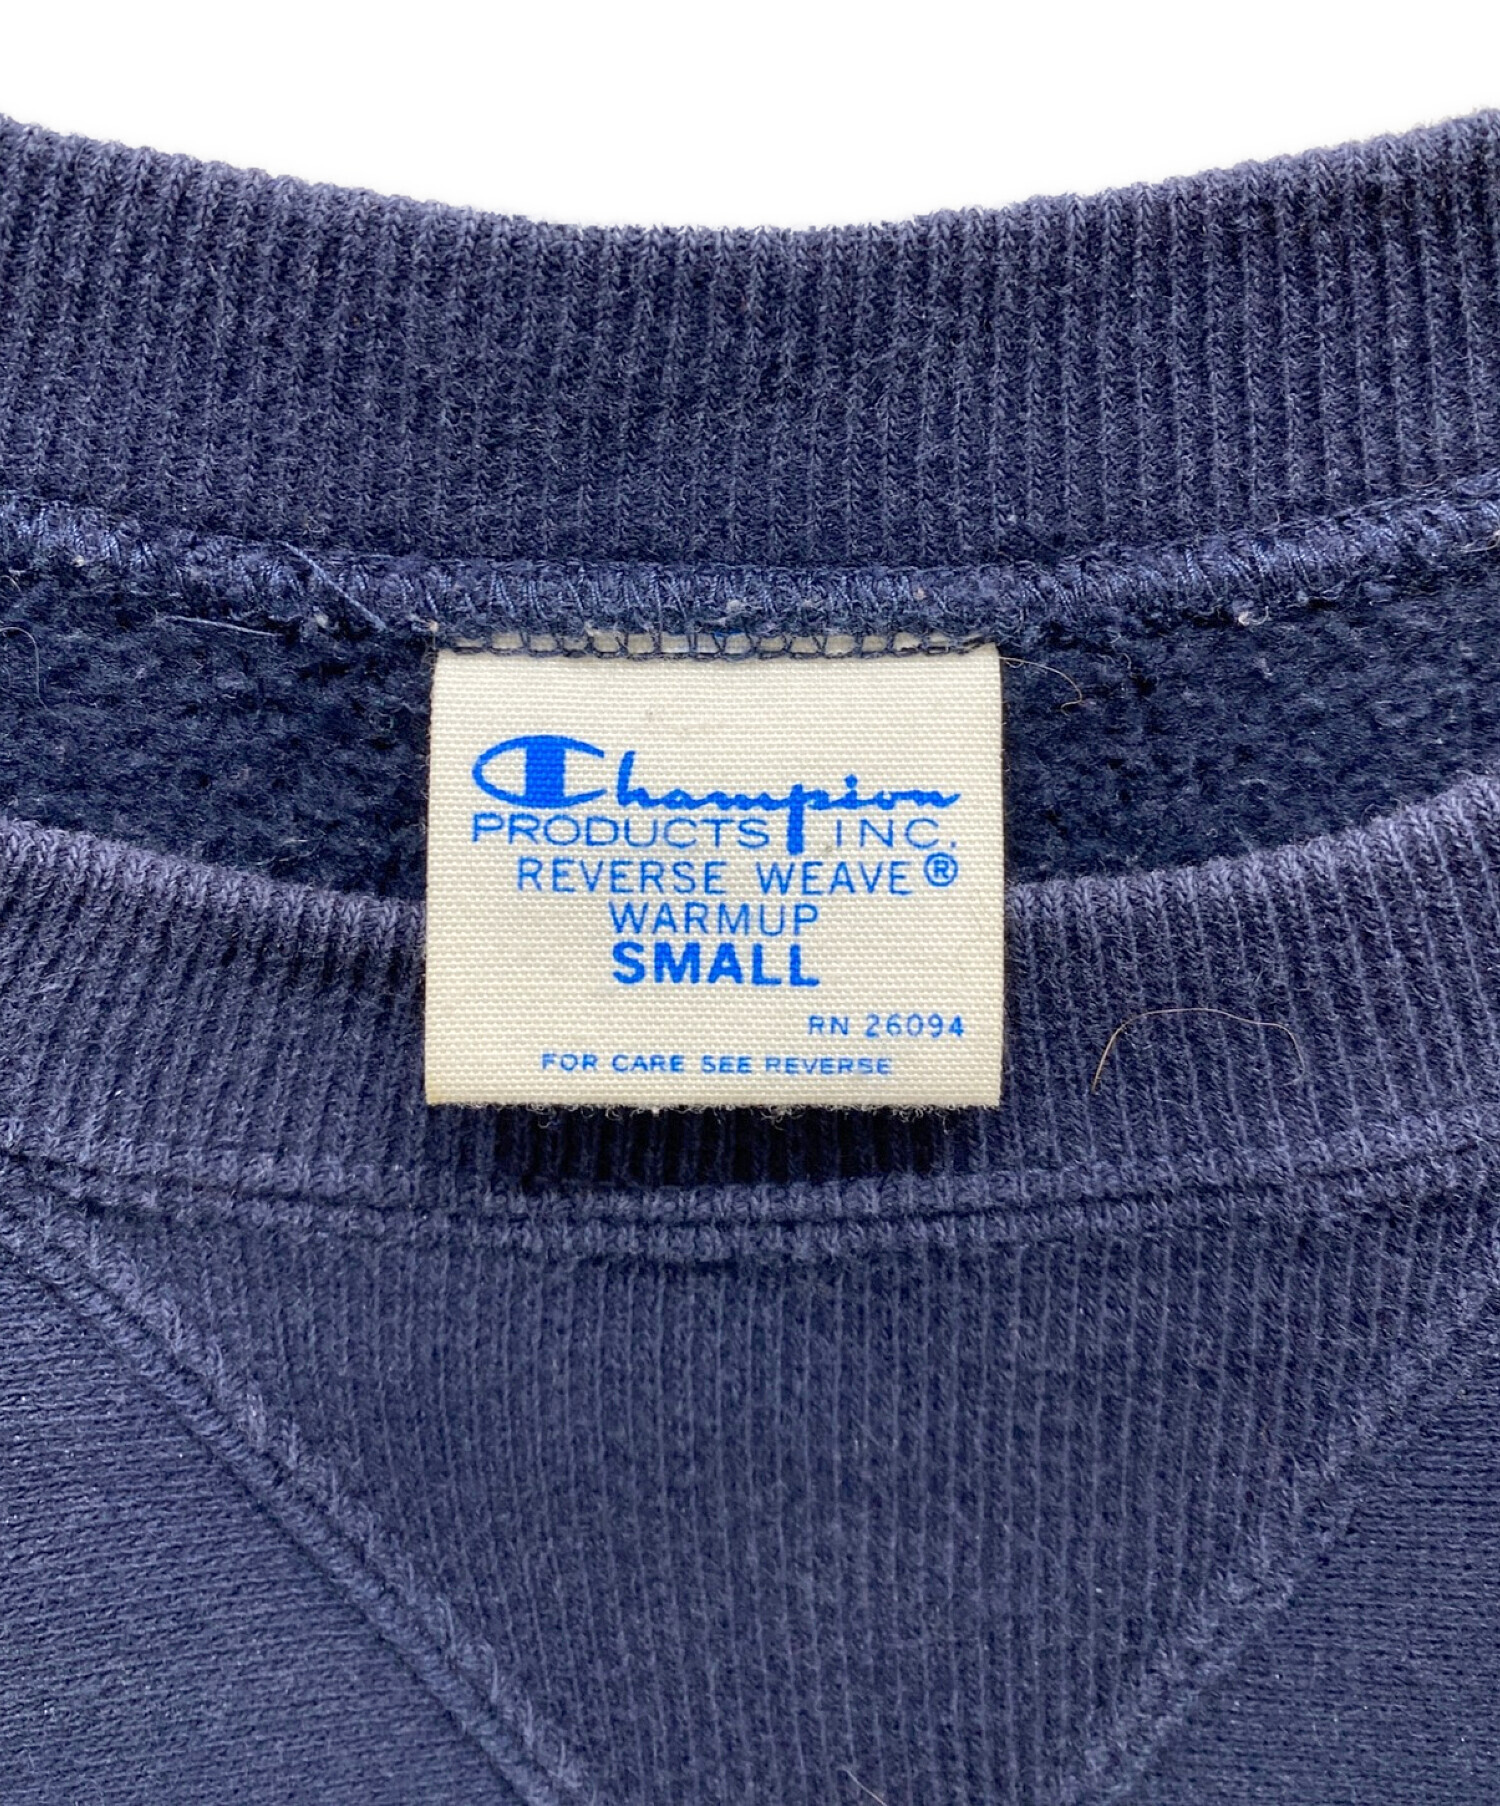 Champion
PRODUCTS INC.
REVERSE WEAVE®
WARMUP
SMALL
RN 26094
FOR CARE SEE REVERSE